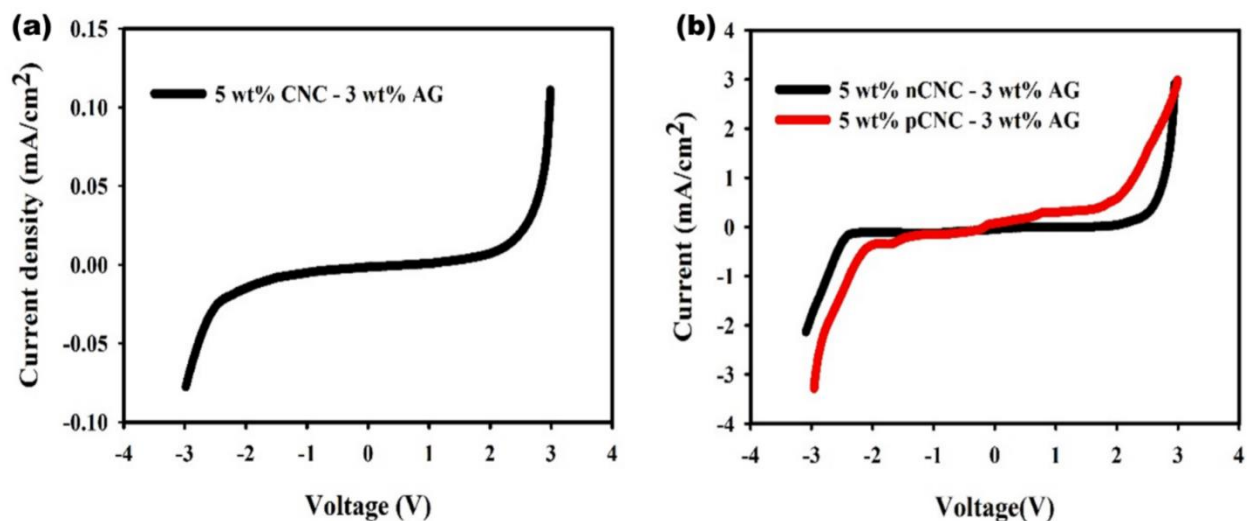 (a)
Current density (mA/cm²)
0.15
0.10
0.05
0.00
-0.05
-0.10
5 wt% CNC - 3 wt% AG
-4 -3 -2 -1 0 1 2 3 4
Voltage (V)
(b)
Current (mA/cm²)
4
3
2
1
0
-1
-2
-3
-4
5 wt% nCNC - 3 wt% AG
5 wt% pCNC - 3 wt% AG
-4 -3 -2 -1 0 1 2 3 4
Voltage(V)